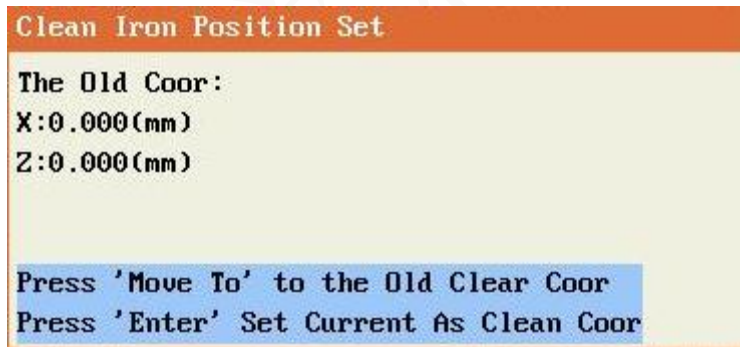 Clean Iron Position Set
The Old Coor:
X:0.000(mm)
Z:0.000(mm)
Press 'Move To' to the Old Clear Coor
Press 'Enter' Set Current As Clean Coor